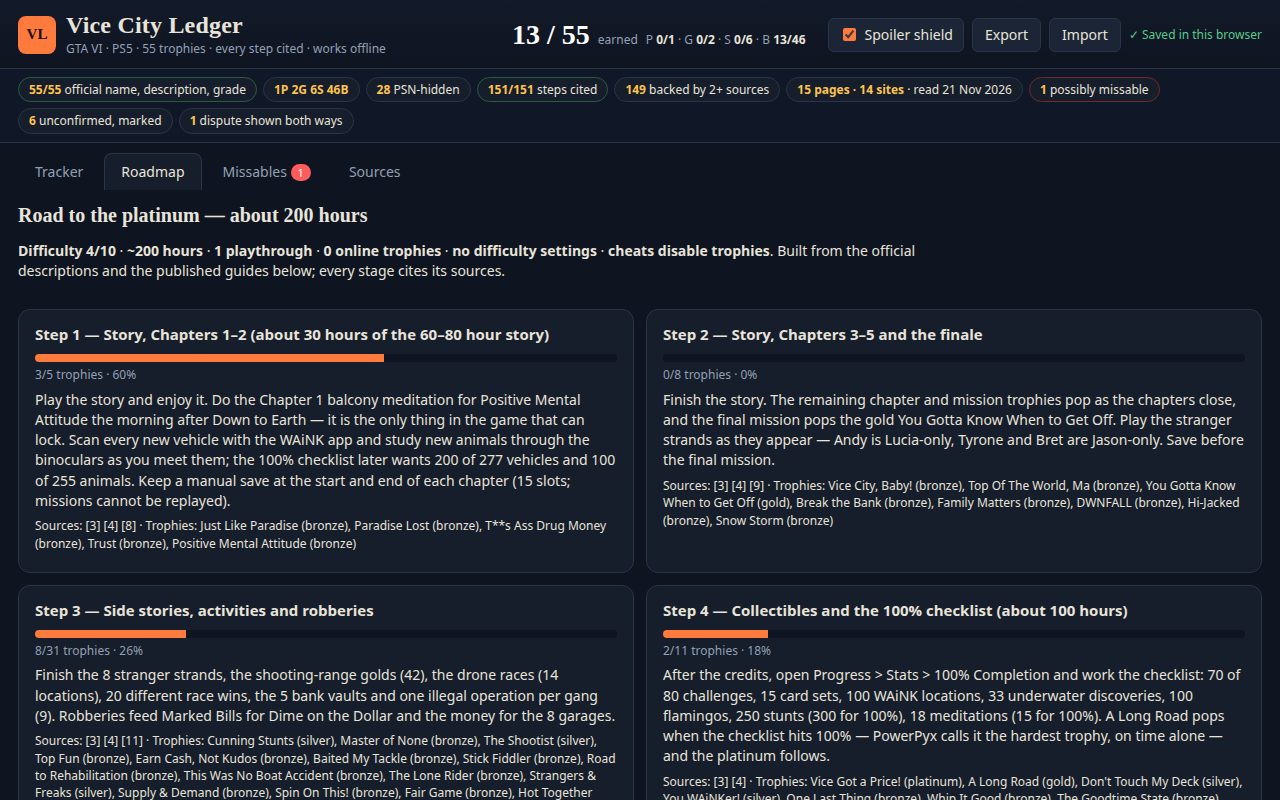 VL
Vice City Ledger
GTA VI · PS5 · 55 trophies · every step cited · works offline
13 / 55 earned P 0/1 · G 0/2 · S 0/6 · B 13/46
Spoiler shield
Export
Import
✓ Saved in this browser
55/55 official name, description, grade
1P 2G 6S 46B
28 PSN-hidden
151/151 steps cited
149 backed by 2+ sources
15 pages · 14 sites · read 21 Nov 2026
1 possibly missable
6 unconfirmed, marked
1 dispute shown both ways
Tracker
Roadmap
Missables 1
Sources
Road to the platinum — about 200 hours
Difficulty 4/10 · ~200 hours · 1 playthrough · 0 online trophies · no difficulty settings · cheats disable trophies. Built from the official
descriptions and the published guides below; every stage cites its sources.
Step 1 — Story, Chapters 1–2 (about 30 hours of the 60–80 hour story)
3/5 trophies · 60%
Play the story and enjoy it. Do the Chapter 1 balcony meditation for Positive Mental
Attitude the morning after Down to Earth — it is the only thing in the game that can
lock. Scan every new vehicle with the WAiNK app and study new animals through the
binoculars as you meet them; the 100% checklist later wants 200 of 277 vehicles and 100
of 255 animals. Keep a manual save at the start and end of each chapter (15 slots;
missions cannot be replayed).
Sources: [3] [4] [8] · Trophies: Just Like Paradise (bronze), Paradise Lost (bronze), T**s Ass Drug Money
(bronze), Trust (bronze), Positive Mental Attitude (bronze)
Step 2 — Story, Chapters 3–5 and the finale
0/8 trophies · 0%
Finish the story. The remaining chapter and mission trophies pop as the chapters close,
and the final mission pops the gold You Gotta Know When to Get Off. Play the stranger
strands as they appear — Andy is Lucia-only, Tyrone and Bret are Jason-only. Save before
the final mission.
Sources: [3] [4] [9] · Trophies: Vice City, Baby! (bronze), Top Of The World, Ma (bronze), You Gotta Know
When to Get Off (gold), Break the Bank (bronze), Family Matters (bronze), DWNFALL (bronze), Hi-Jacked
(bronze), Snow Storm (bronze)
Step 3 — Side stories, activities and robberies
8/31 trophies · 26%
Finish the 8 stranger strands, the shooting-range golds (42), the drone races (14
locations), 20 different race wins, the 5 bank vaults and one illegal operation per gang
(9). Robberies feed Marked Bills for Dime on the Dollar and the money for the 8 garages.
Sources: [3] [4] [11] · Trophies: Cunning Stunts (silver), Master of None (bronze), The Shootist (silver),
Top Fun (bronze), Earn Cash, Not Kudos (bronze), Baited My Tackle (bronze), Stick Fiddler (bronze), Road
to Rehabilitation (bronze), This Was No Boat Accident (bronze), The Lone Rider (bronze), Strangers &
Freaks (silver), Supply & Demand (bronze), Spin On This! (bronze), Fair Game (bronze), Hot Together
Step 4 — Collectibles and the 100% checklist (about 100 hours)
2/11 trophies · 18%
After the credits, open Progress > Stats > 100% Completion and work the checklist: 70 of
80 challenges, 15 card sets, 100 WAiNK locations, 33 underwater discoveries, 100
flamingos, 250 stunts (300 for 100%), 18 meditations (15 for 100%). A Long Road pops
when the checklist hits 100% — PowerPyx calls it the hardest trophy, on time alone —
and the platinum follows.
Sources: [3] [4] · Trophies: Vice Got a Price! (platinum), A Long Road (gold), Don't Touch My Deck (silver),
You WAiNKer! (silver), One Last Thing (bronze), Whip It Good (bronze), The Goodtime State (bronze)